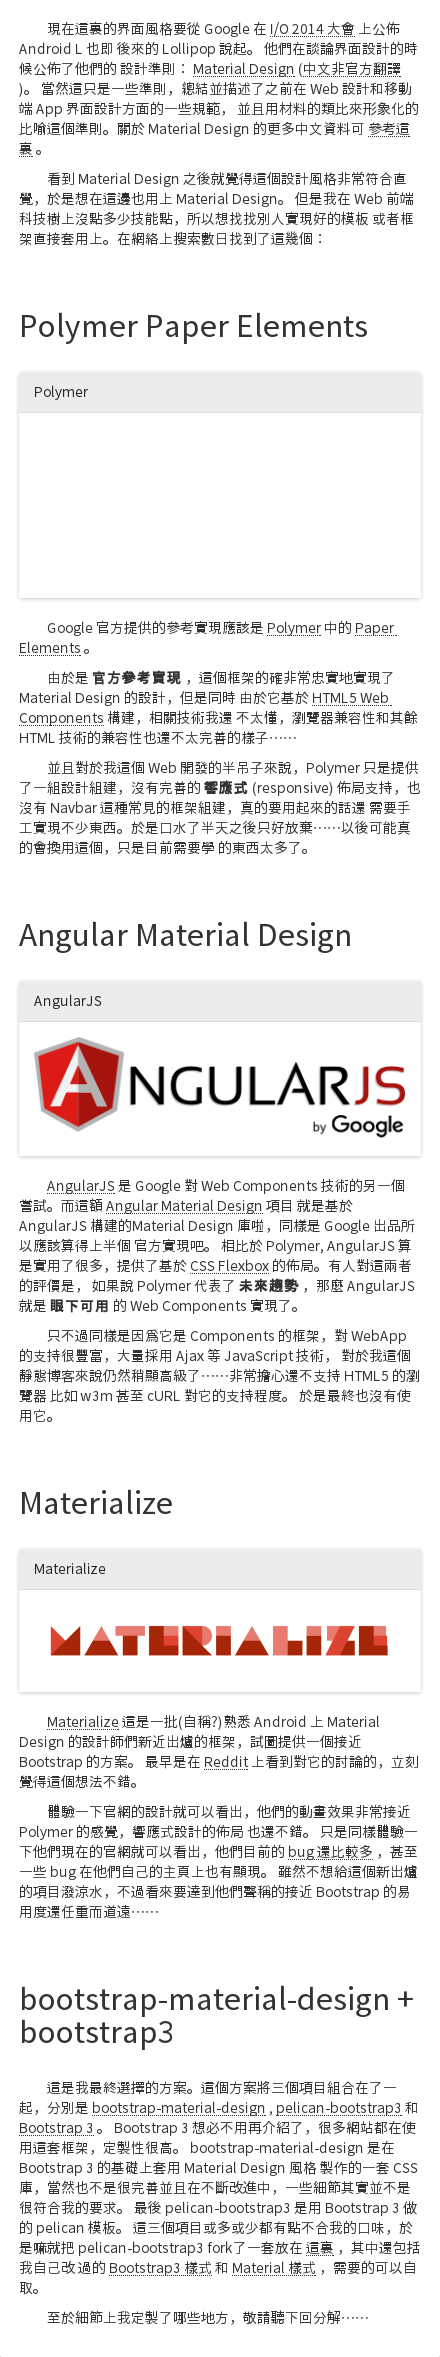 現在這裏的界面風格要從 Google 在 I/O 2014 大會 上公佈
Android L 也即 後來的 Lollipop 說起。 他們在談論界面設計的時
候公佈了他們的 設計準則： Material Design (中文非官方翻譯
)。 當然這只是一些準則，總結並描述了之前在 Web 設計和移動
端 App 界面設計方面的一些規範， 並且用材料的類比來形象化的
比喻這個準則。關於 Material Design 的更多中文資料可 參考這
裏 。
看到 Material Design 之後就覺得這個設計風格非常符合直
覺，於是想在這邊也用上 Material Design。 但是我在 Web 前端
科技樹上沒點多少技能點，所以想找找別人實現好的模板 或者框
架直接套用上。在網絡上搜索數日找到了這幾個：
Polymer Paper Elements
Polymer
Google 官方提供的參考實現應該是 Polymer 中的 Paper
Elements 。
由於是 官方參考實現 ，這個框架的確非常忠實地實現了
Material Design 的設計，但是同時 由於它基於 HTML5 Web
Components 構建，相關技術我還 不太懂，瀏覽器兼容性和其餘
HTML 技術的兼容性也還不太完善的樣子……
並且對於我這個 Web 開發的半吊子來說，Polymer 只是提供
了一組設計組建，沒有完善的 響應式 (responsive) 佈局支持，也
沒有 Navbar 這種常見的框架組建，真的要用起來的話還 需要手
工實現不少東西。於是口水了半天之後只好放棄……以後可能真
的會換用這個，只是目前需要學 的東西太多了。
Angular Material Design
AngularJS
ANGULARJS
by Google
AngularJS 是 Google 對 Web Components 技術的另一個
嘗試。而這額 Angular Material Design 項目 就是基於
AngularJS 構建的Material Design 庫啦，同樣是 Google 出品所
以應該算得上半個 官方實現吧。 相比於 Polymer, AngularJS 算
是實用了很多，提供了基於 CSS Flexbox 的佈局。有人對這兩者
的評價是， 如果說 Polymer 代表了 未來趨勢 ，那麼 AngularJS
就是 眼下可用 的 Web Components 實現了。
只不過同樣是因爲它是 Components 的框架，對 WebApp
的支持很豐富，大量採用 Ajax 等 JavaScript 技術， 對於我這個
靜態博客來說仍然稍顯高級了……非常擔心還不支持 HTML5 的瀏
覽器 比如 w3m 甚至 cURL 對它的支持程度。 於是最終也沒有使
用它。
Materialize
Materialize
MATERIALIZE
Materialize 這是一批(自稱?)熟悉 Android 上 Material
Design 的設計師們新近出爐的框架，試圖提供一個接近
Bootstrap 的方案。 最早是在 Reddit 上看到對它的討論的，立刻
覺得這個想法不錯。
體驗一下官網的設計就可以看出，他們的動畫效果非常接近
Polymer 的感覺，響應式設計的佈局 也還不錯。 只是同樣體驗一
下他們現在的官網就可以看出，他們目前的 bug 還比較多 ，甚至
一些 bug 在他們自己的主頁上也有顯現。 雖然不想給這個新出爐
的項目潑涼水，不過看來要達到他們聲稱的接近 Bootstrap 的易
用度還任重而道遠……
bootstrap-material-design +
bootstrap3
這是我最終選擇的方案。這個方案將三個項目組合在了一
起，分別是 bootstrap-material-design , pelican-bootstrap3 和
Bootstrap 3 。 Bootstrap 3 想必不用再介紹了，很多網站都在使
用這套框架，定製性很高。 bootstrap-material-design 是在
Bootstrap 3 的基礎上套用 Material Design 風格 製作的一套 CSS
庫，當然也不是很完善並且在不斷改進中，一些細節其實並不是
很符合我的要求。 最後 pelican-bootstrap3 是用 Bootstrap 3 做
的 pelican 模板。 這三個項目或多或少都有點不合我的口味，於
是嘛就把 pelican-bootstrap3 fork了一套放在 這裏 ，其中還包括
我自己改 過的 Bootstrap3 樣式 和 Material 樣式 ，需要的可以自
取。
至於細節上我定製了哪些地方，敬請聽下回分解……